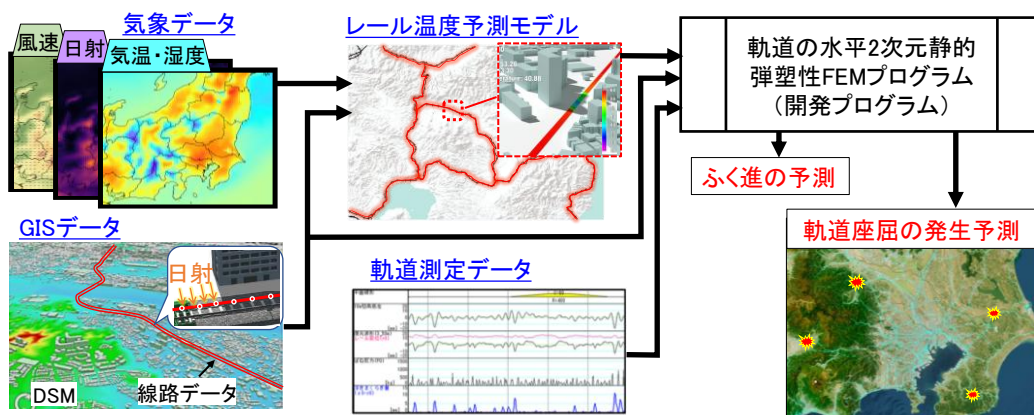 気象データ
風速
日射
気温・湿度
GISデータ
日射
DSM
線路データ
レール温度予測モデル
軌道測定データ
軌道の水平2次元静的
弾塑性FEMプログラム
(開発プログラム)
ふく進の予測
軌道座屈の発生予測